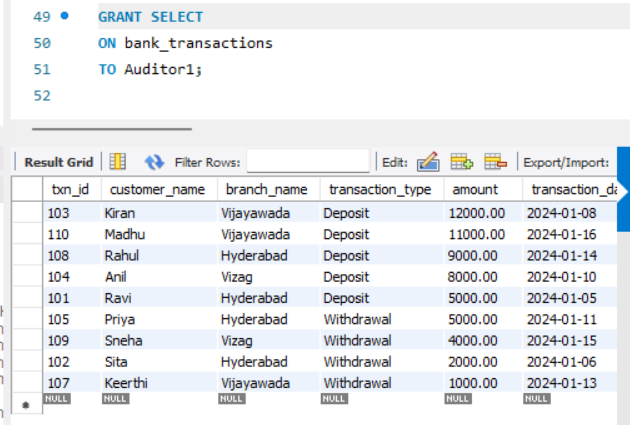 49 GRANT SELECT
50 ON bank_transactions
51 TO Auditor1;
52
Result Grid Filter Rows: Edit: Export/Import:
txn_id customer_name branch_name transaction_type amount transaction_da
103 Kiran Vijayawada Deposit 12000.00 2024-01-08
110 Madhu Vijayawada Deposit 11000.00 2024-01-16
108 Rahul Hyderabad Deposit 9000.00 2024-01-14
104 Anil Vizag Deposit 8000.00 2024-01-10
101 Ravi Hyderabad Deposit 5000.00 2024-01-05
105 Priya Hyderabad Withdrawal 5000.00 2024-01-11
109 Sneha Vizag Withdrawal 4000.00 2024-01-15
102 Sita Hyderabad Withdrawal 2000.00 2024-01-06
107 Keerthi Vijayawada Withdrawal 1000.00 2024-01-13
NULL NULL NULL NULL NULL NULL